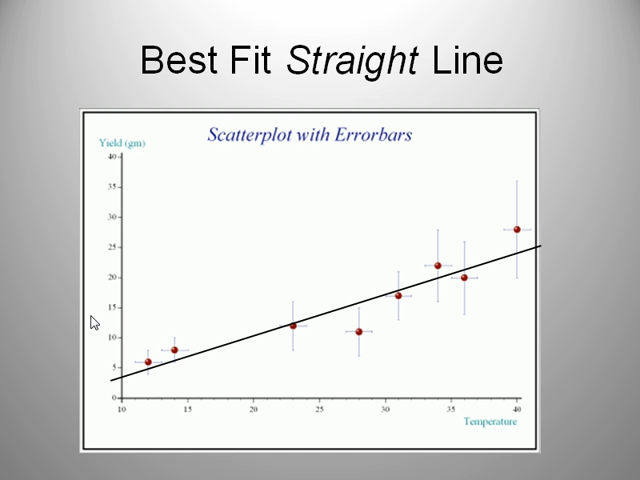 Best Fit Straight Line
Scatterplot with Errorbars
Yield (gm)
40
35
30
25
20
15
10
5
0
10 15 20 25 30 35 40
Temperature